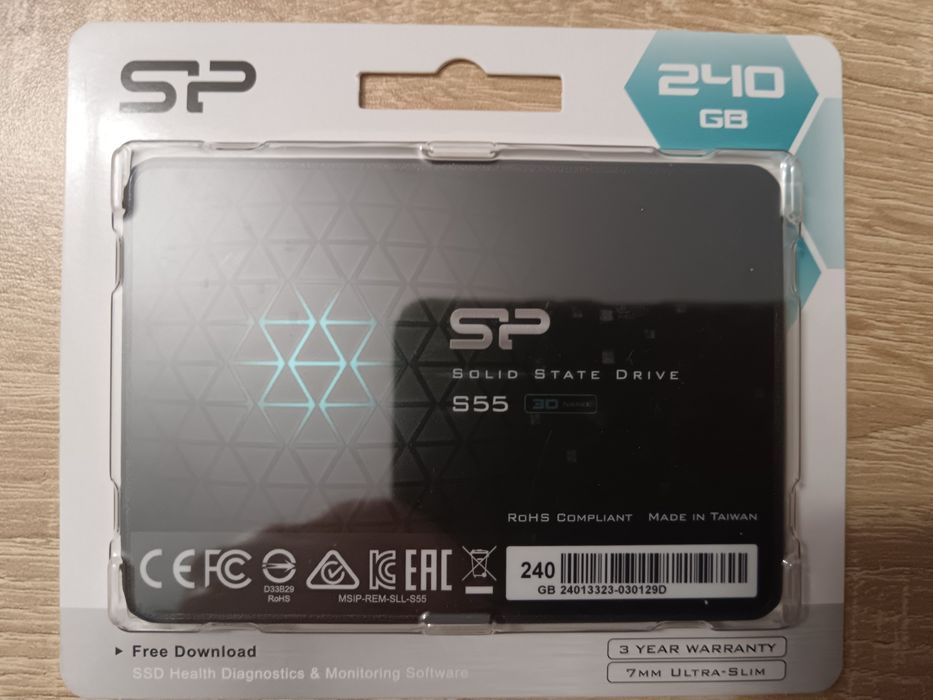 SP
240
GB
SP
SOLID STATE DRIVE
S55 3D NAND
ROHS COMPLIANT MADE IN TAIWAN
CE FC D33B29 RoHS MSIP-REM-SLL-S55 EAC
240
GB 24013323-030129D
Free Download
SSD Health Diagnostics & Monitoring Software
3 YEAR WARRANTY
7MM ULTRA-SLIM